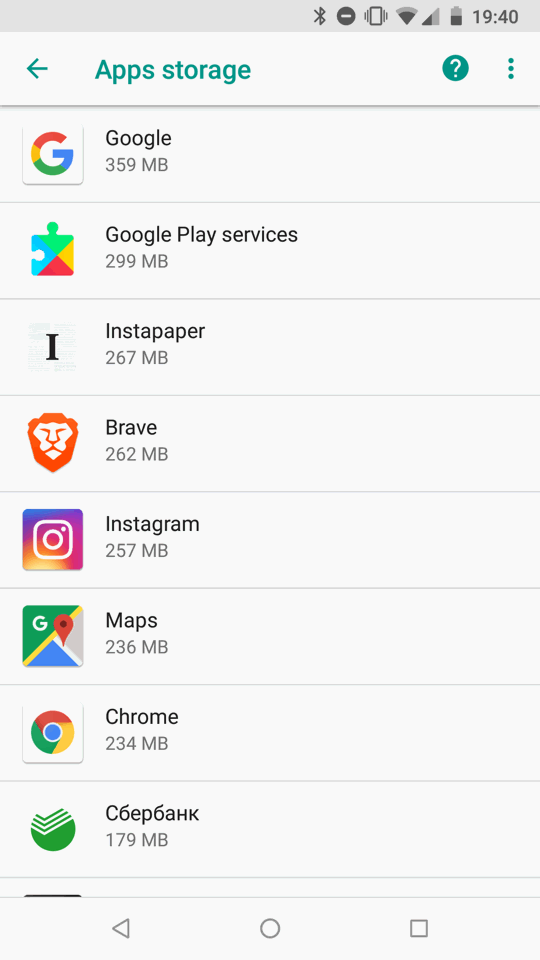 19:40
Apps storage
?
Google
359 MB
Google Play services
299 MB
I
Instapaper
267 MB
Brave
262 MB
Instagram
257 MB
G
Maps
236 MB
Chrome
234 MB
Сбербанк
179 MB